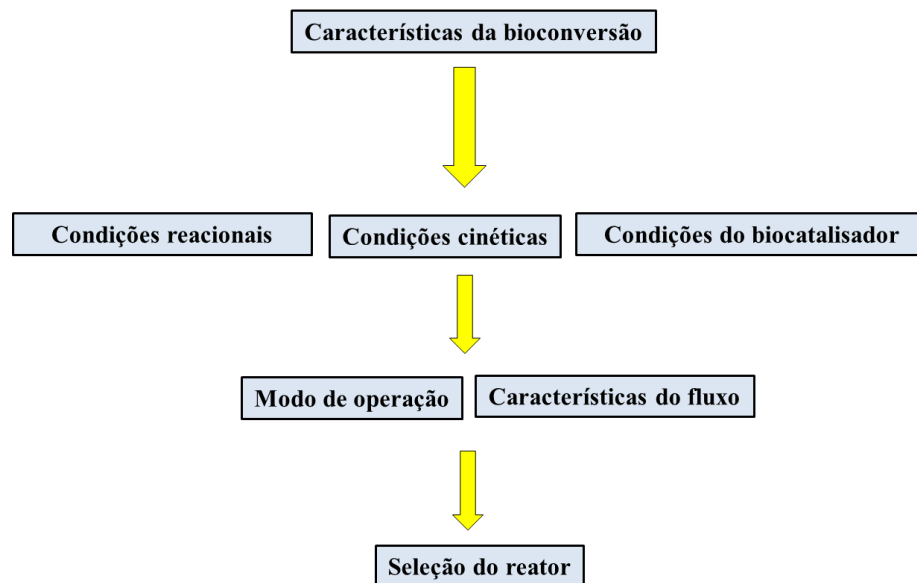 Características da bioconversão
Condições reacionais
Condições cinéticas
Condições do biocatalisador
Modo de operação
Características do fluxo
Seleção do reator